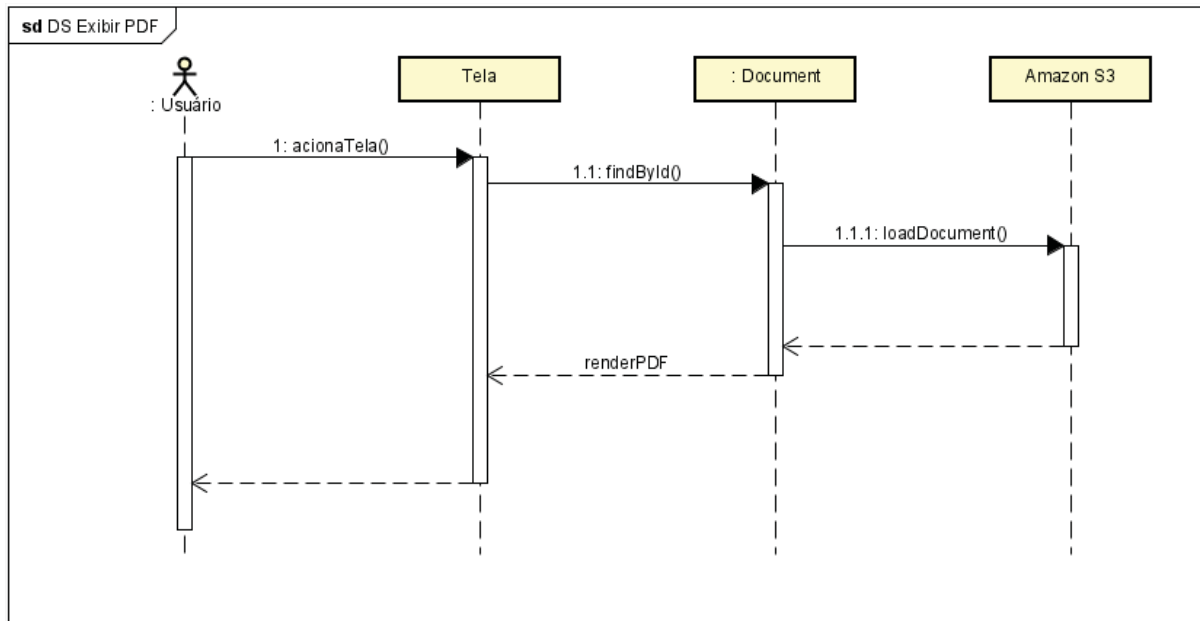 sd DS Exibir PDF
: Usuário
Tela
: Document
Amazon S3
1: acionaTela()
1.1: findById()
1.1.1: loadDocument()
renderPDF